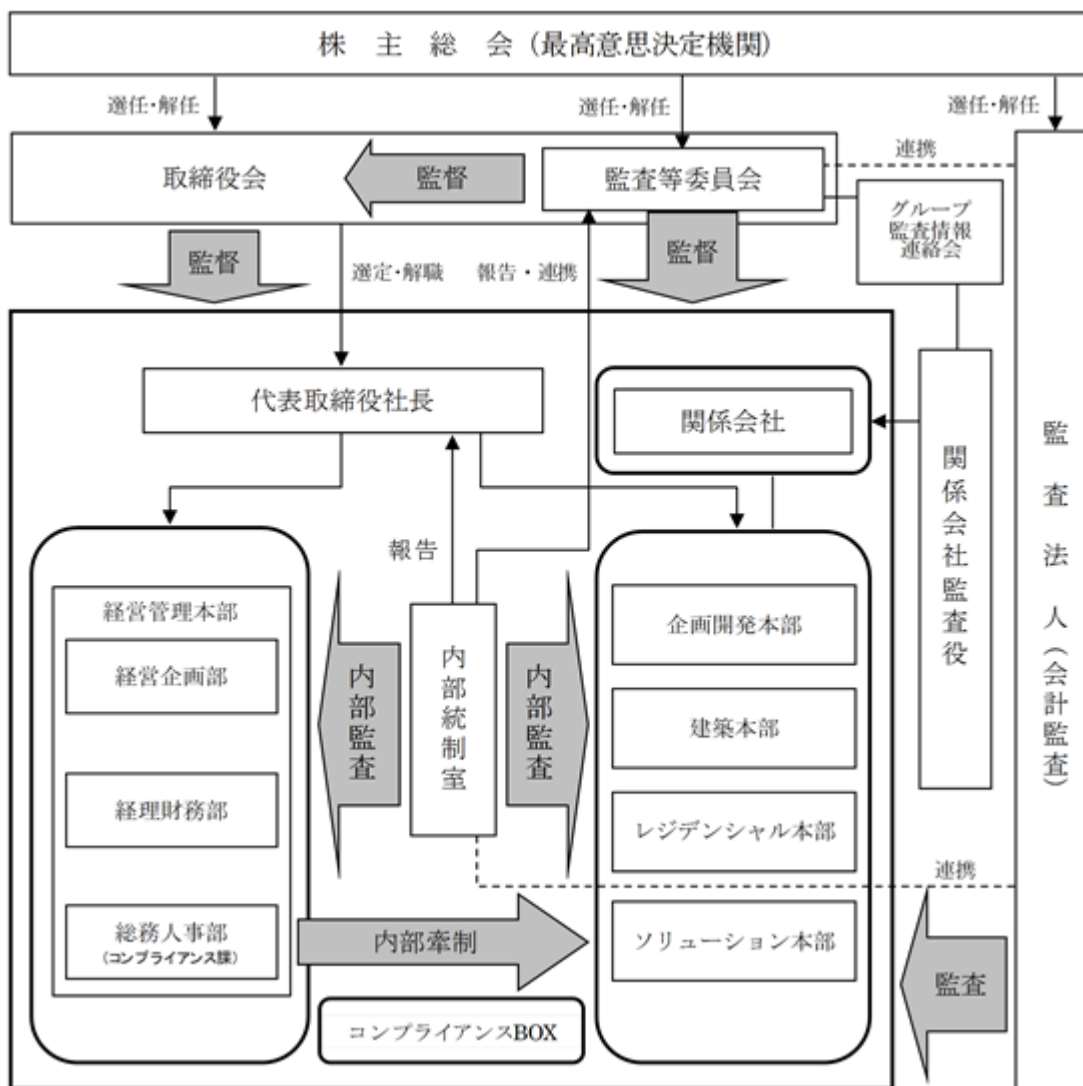 株 主 総 会 (最高意思決定機関)
選任･解任
選任･解任
選任･解任
取締役会
監督
監査等委員会
連携
グループ
監査情報
連絡会
監督
選定･解職
報告・連携
監督
代表取締役社長
関係会社
関係会社監査役
監査法人(会計監査)
報告
経営管理本部
経営企画部
経理財務部
総務人事部
(コンプライアンス課)
内部監査
内部統制室
内部監査
企画開発本部
建築本部
レジデンシャル本部
ソリューション本部
連携
内部牽制
監査
コンプライアンスBOX